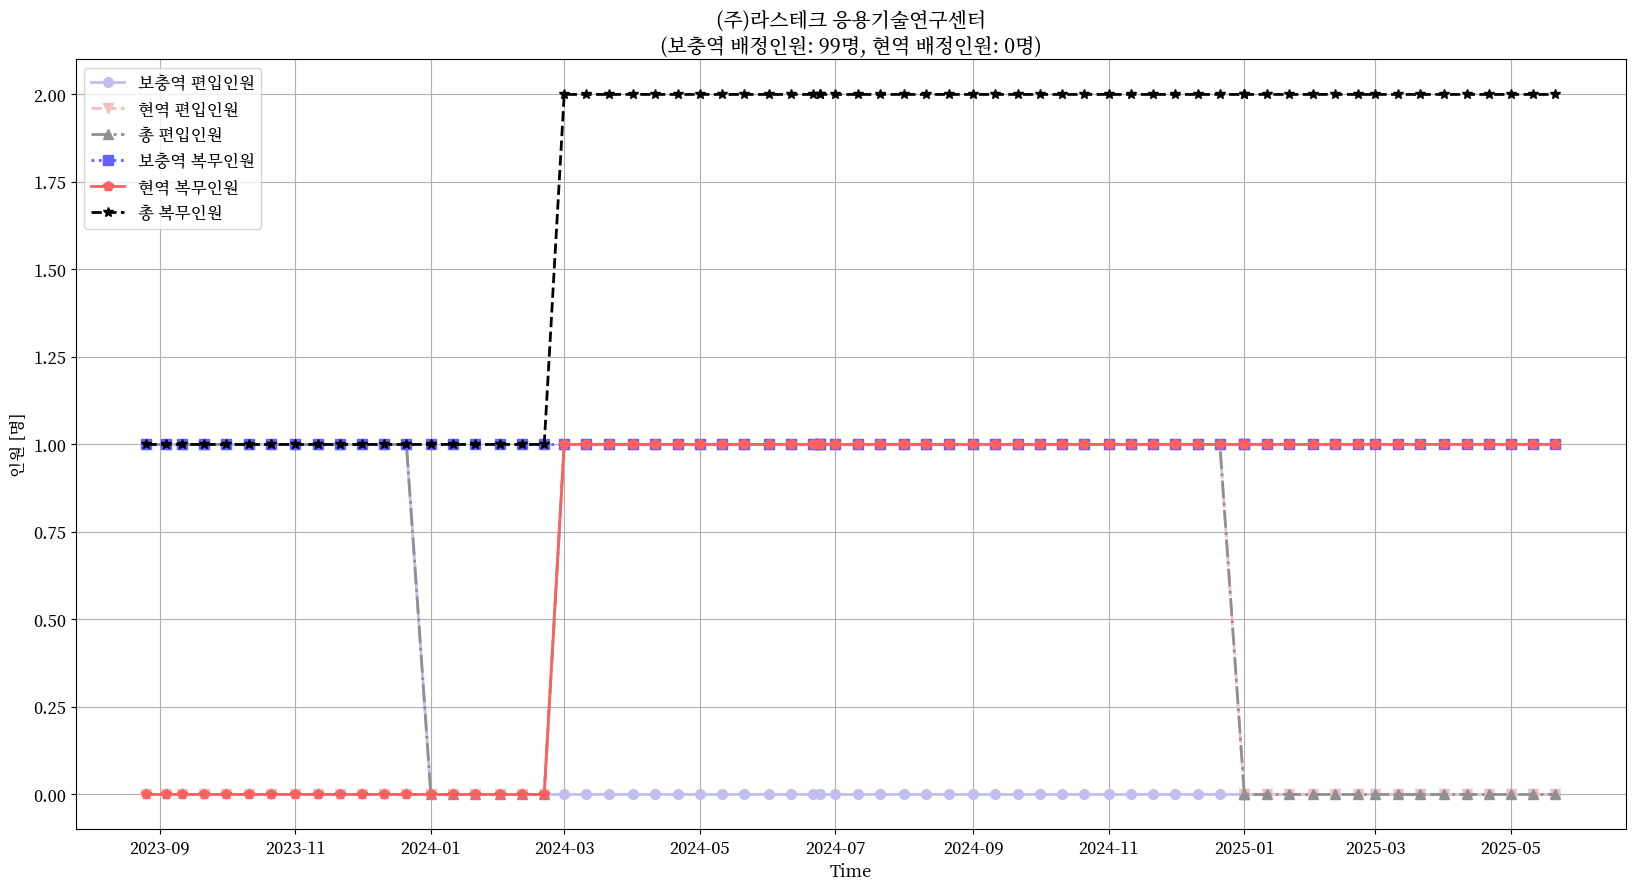 (주)라스테크 응용기술연구센터
(보충역 배정인원: 99명, 현역 배정인원: 0명)
보충역 편입인원
현역 편입인원
총 편입인원
보충역 복무인원
현역 복무인원
총 복무인원
2.00
1.75
1.50
1.25
1.00
0.75
0.50
0.25
0.00
인원 [명]
2023-09 2023-11 2024-01 2024-03 2024-05 2024-07 2024-09 2024-11 2025-01 2025-03 2025-05
Time